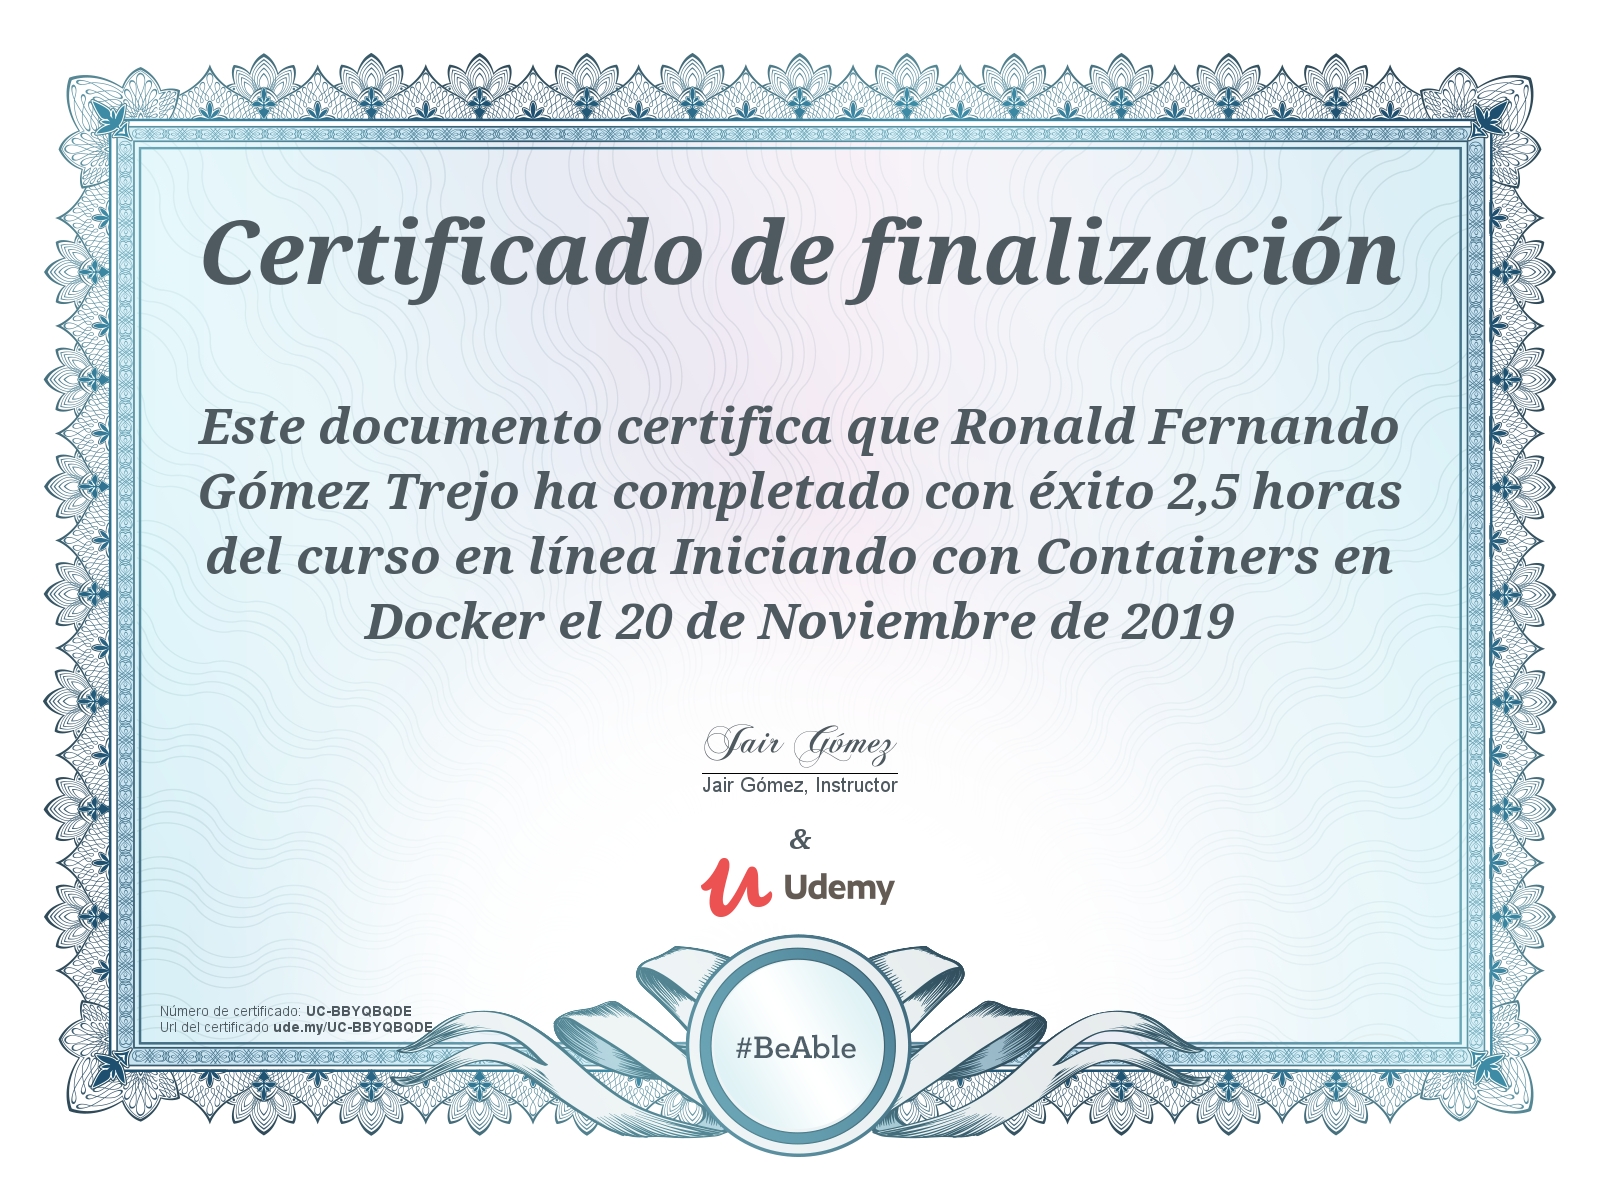 Certificado de finalización
Este documento certifica que Ronald Fernando
Gómez Trejo ha completado con éxito 2,5 horas
del curso en línea Iniciando con Containers en
Docker el 20 de Noviembre de 2019
Jair Gómez
Jair Gómez, Instructor
&
Udemy
#BeAble
Número de certificado: UC-BBYQBQDE
Url del certificado ude.my/UC-BBYQBQDE